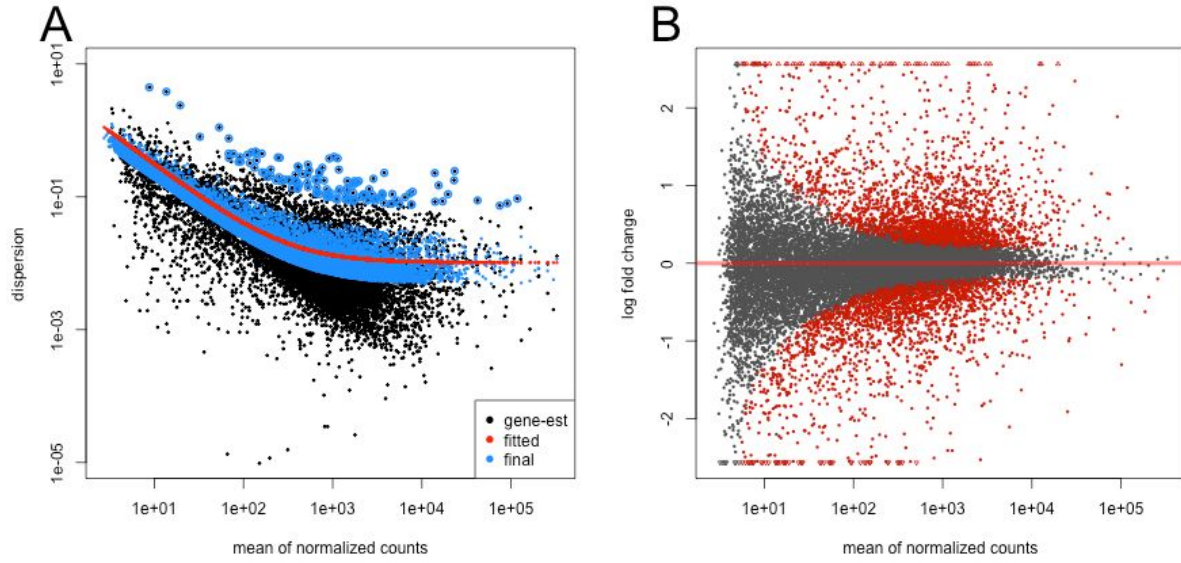 A
dispersion
1e+01
1e-01
1e-03
1e-05
gene-est
fitted
final
1e+01 1e+02 1e+03 1e+04 1e+05
mean of normalized counts
B
log fold change
2
1
0
-1
-2
1e+01 1e+02 1e+03 1e+04 1e+05
mean of normalized counts